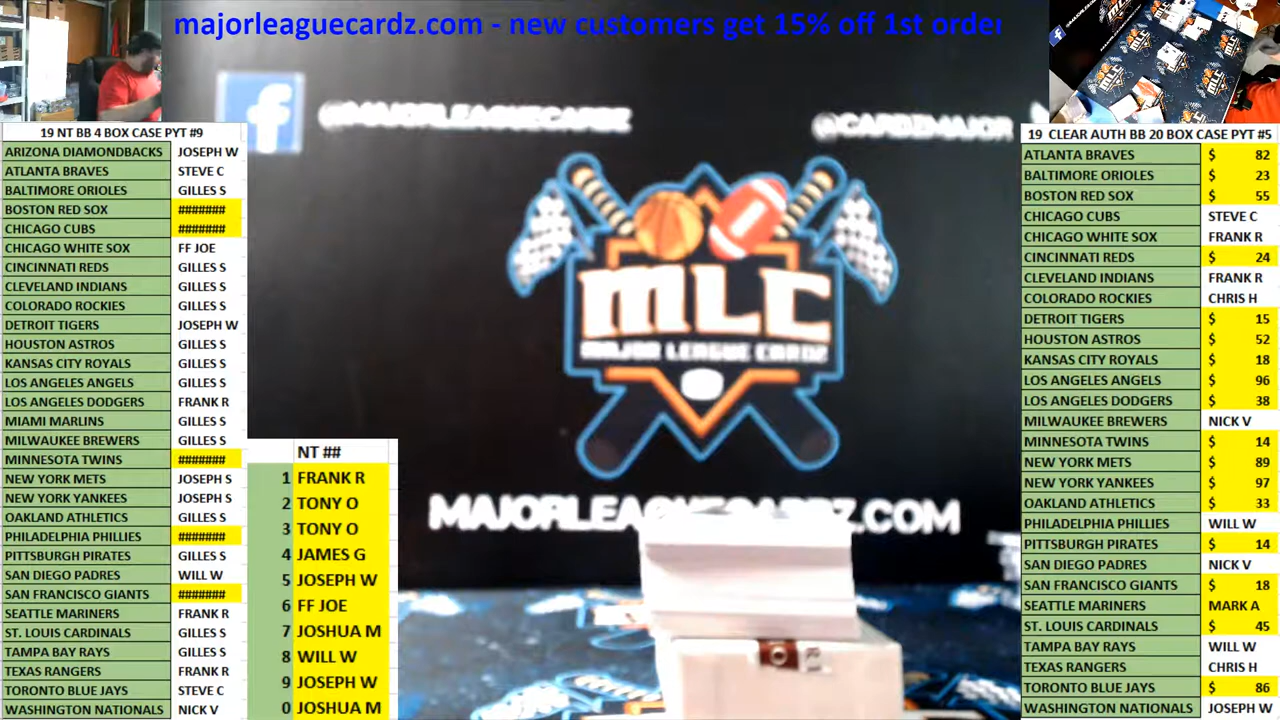 majorleaguecardz.com - new customers get 15% off 1st order
@MAJORLEAGUECARDZ
@CARDZMAJOR
19 NT BB 4 BOX CASE PYT #9
ARIZONA DIAMONDBACKS JOSEPH W
ATLANTA BRAVES STEVE C
BALTIMORE ORIOLES GILLES S
BOSTON RED SOX #######
CHICAGO CUBS #######
CHICAGO WHITE SOX FF JOE
CINCINNATI REDS GILLES S
CLEVELAND INDIANS GILLES S
COLORADO ROCKIES GILLES S
DETROIT TIGERS JOSEPH W
HOUSTON ASTROS GILLES S
KANSAS CITY ROYALS GILLES S
LOS ANGELES ANGELS GILLES S
LOS ANGELES DODGERS FRANK R
MIAMI MARLINS GILLES S
MILWAUKEE BREWERS GILLES S
MINNESOTA TWINS #######
NEW YORK METS JOSEPH S
NEW YORK YANKEES JOSEPH S
OAKLAND ATHLETICS GILLES S
PHILADELPHIA PHILLIES #######
PITTSBURGH PIRATES GILLES S
SAN DIEGO PADRES WILL W
SAN FRANCISCO GIANTS #######
SEATTLE MARINERS FRANK R
ST. LOUIS CARDINALS GILLES S
TAMPA BAY RAYS GILLES S
TEXAS RANGERS FRANK R
TORONTO BLUE JAYS STEVE C
WASHINGTON NATIONALS NICK V
NT ##
1 FRANK R
2 TONY O
3 TONY O
4 JAMES G
5 JOSEPH W
6 FF JOE
7 JOSHUA M
8 WILL W
9 JOSEPH W
0 JOSHUA M
MLC
MAJOR LEAGUE CARDZ
MAJORLEAGUECARDZ.COM
19 CLEAR AUTH BB 20 BOX CASE PYT #5
ATLANTA BRAVES $ 82
BALTIMORE ORIOLES $ 23
BOSTON RED SOX $ 55
CHICAGO CUBS STEVE C
CHICAGO WHITE SOX FRANK R
CINCINNATI REDS $ 24
CLEVELAND INDIANS FRANK R
COLORADO ROCKIES CHRIS H
DETROIT TIGERS $ 15
HOUSTON ASTROS $ 52
KANSAS CITY ROYALS $ 18
LOS ANGELES ANGELS $ 96
LOS ANGELES DODGERS $ 38
MILWAUKEE BREWERS NICK V
MINNESOTA TWINS $ 14
NEW YORK METS $ 89
NEW YORK YANKEES $ 97
OAKLAND ATHLETICS $ 33
PHILADELPHIA PHILLIES WILL W
PITTSBURGH PIRATES $ 14
SAN DIEGO PADRES NICK V
SAN FRANCISCO GIANTS $ 18
SEATTLE MARINERS MARK A
ST. LOUIS CARDINALS $ 45
TAMPA BAY RAYS WILL W
TEXAS RANGERS CHRIS H
TORONTO BLUE JAYS $ 86
WASHINGTON NATIONALS JOSEPH W